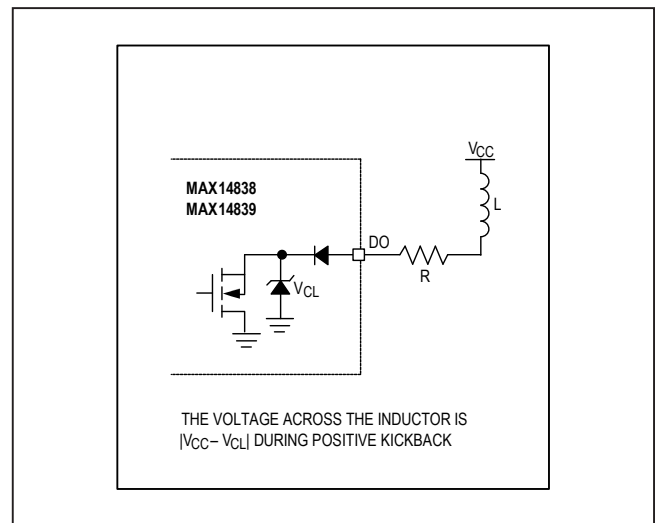 VCC
MAX14838
MAX14839
L
DO
R
VCL
THE VOLTAGE ACROSS THE INDUCTOR IS
|VCC – VCL| DURING POSITIVE KICKBACK